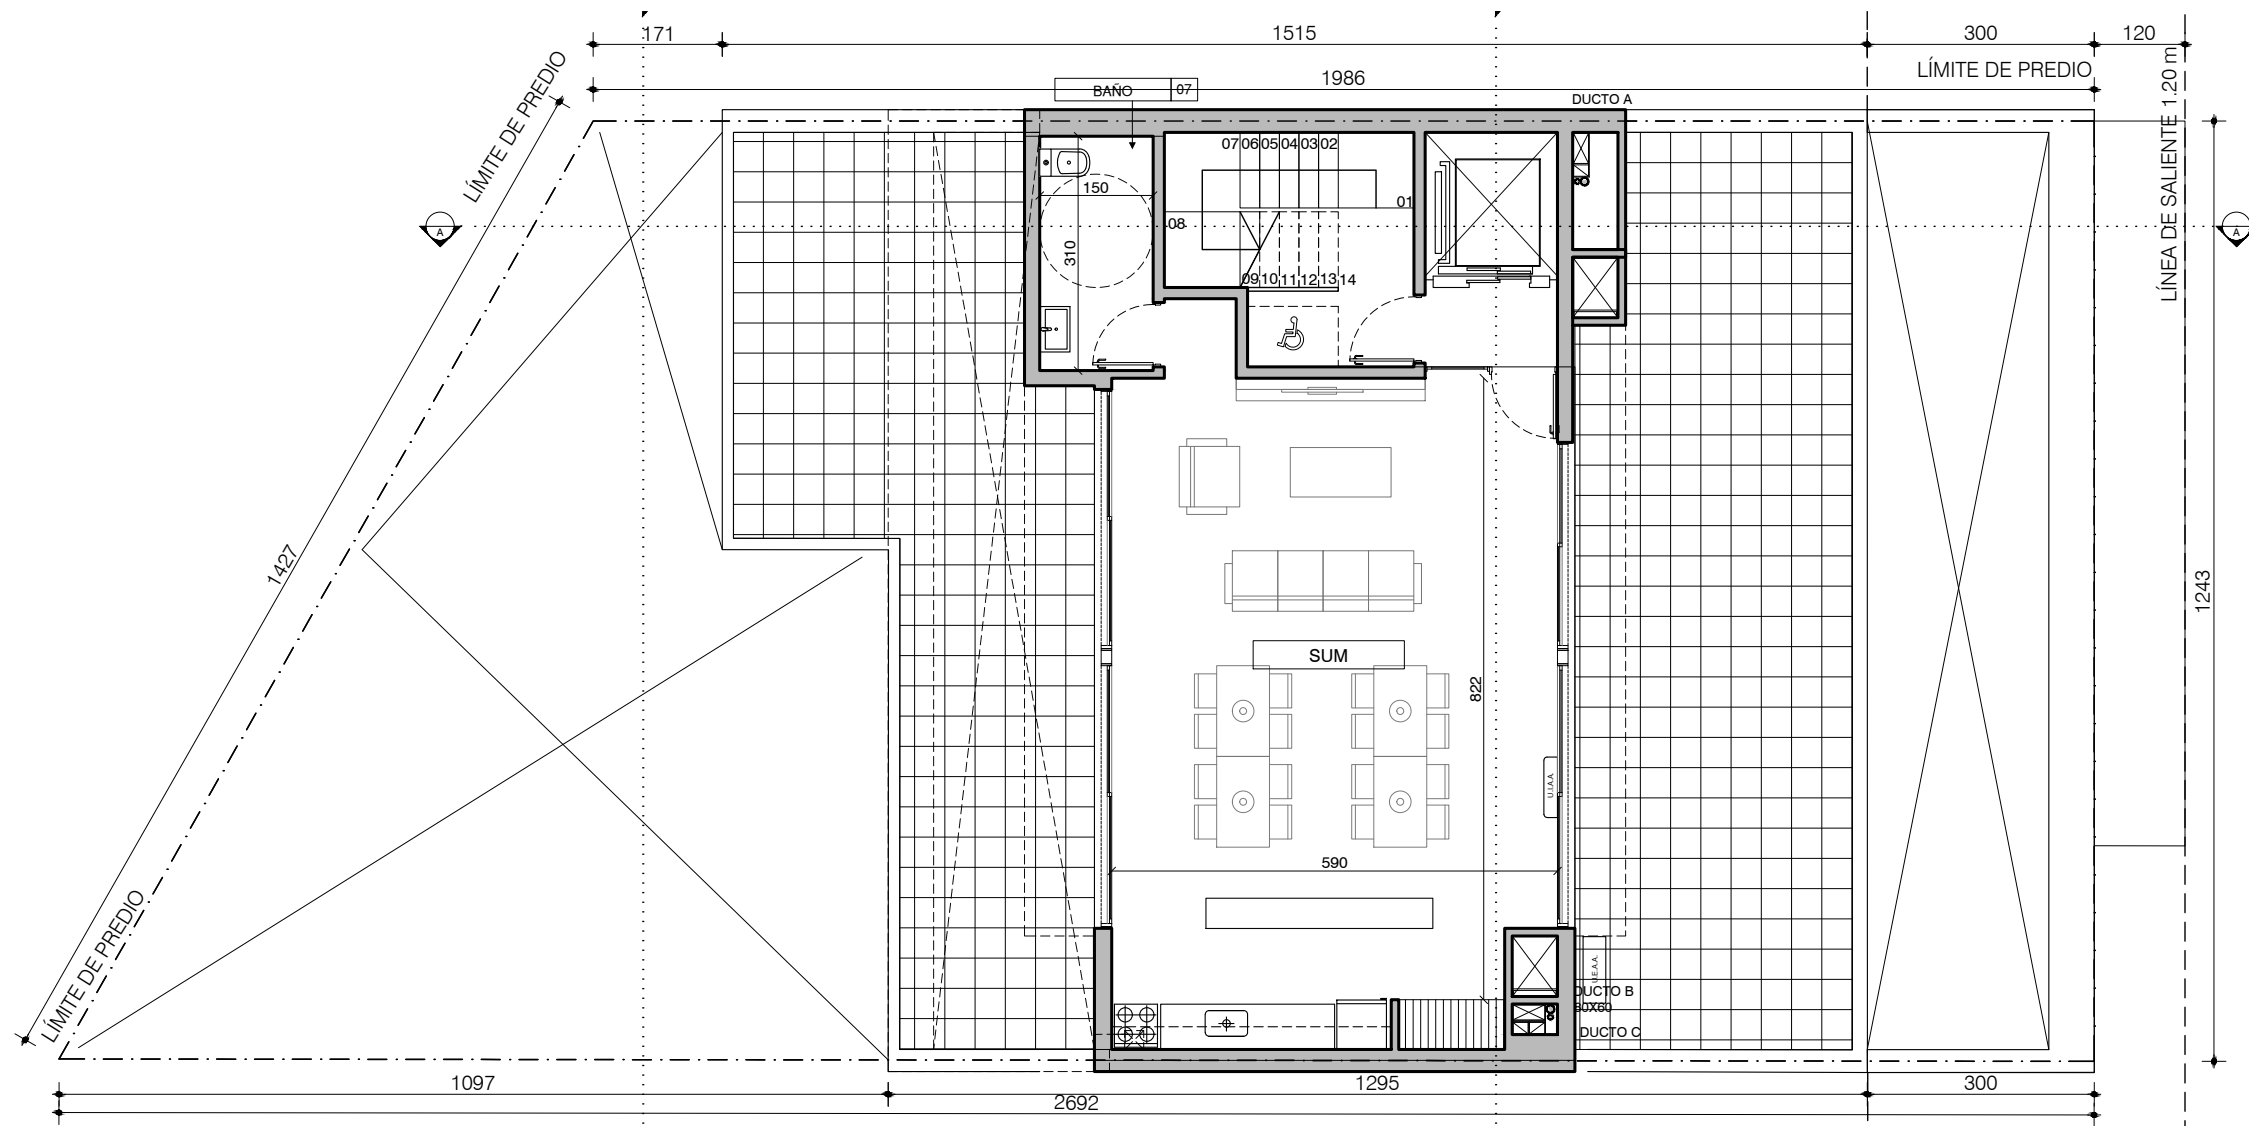 171
1515
300
120
1986
LÍMITE DE PREDIO
LÍMITE DE PREDIO
BAÑO 07
DUCTO A
LÍNEA DE SALIENTE 1.20 m
07 06 05 04 03 02
150
01
A
08
A
310
09 10 11 12 13 14
1427
1243
SUM
822
U.I.A.A.
590
LÍMITE DE PREDIO
U.E.A.A.
DUCTO B
60X60
DUCTO C
1097
1295
300
2692